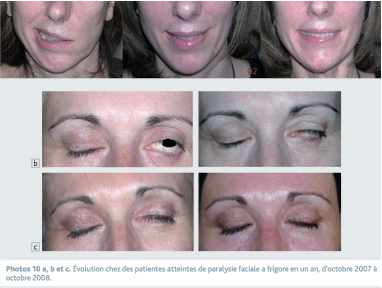 b
c
Photos 10 a, b et c. Évolution chez des patientes atteintes de paralysie faciale a frigore en un an, d'octobre 2007 à
octobre 2008.